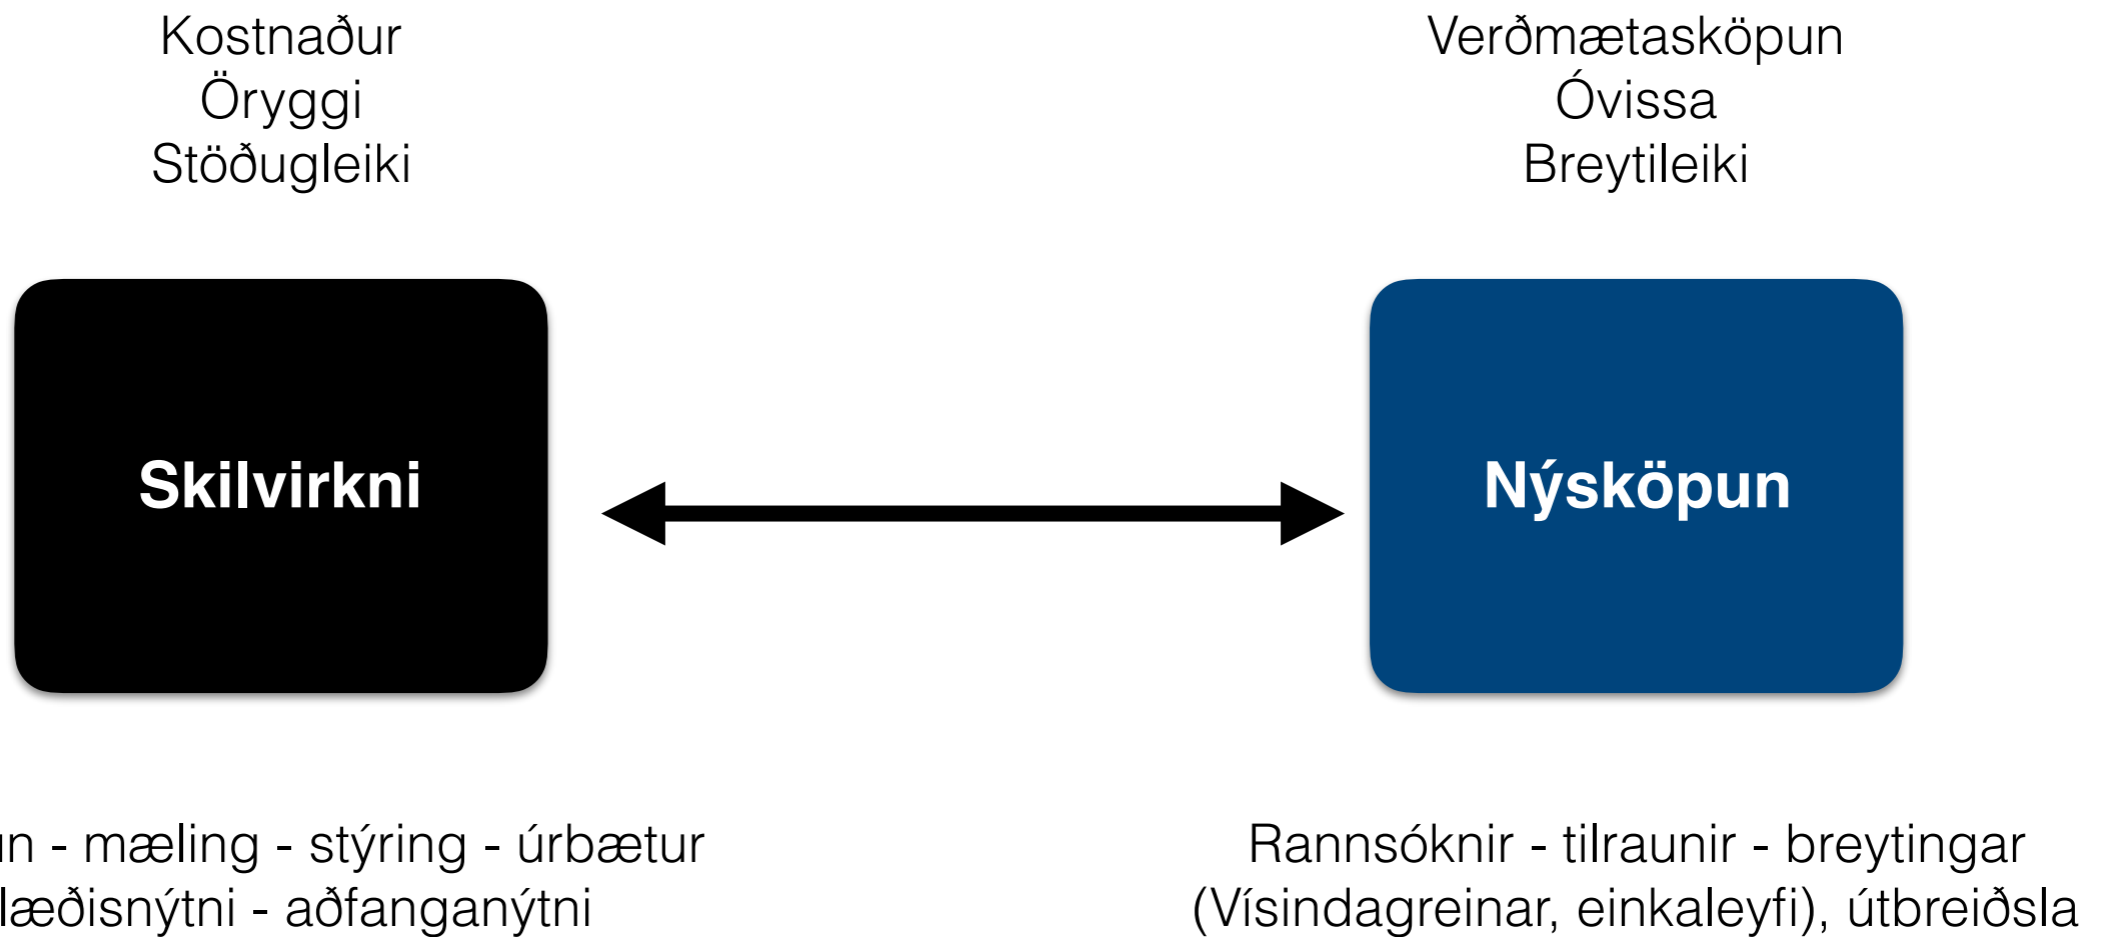 Kostnaður
Öryggi
Stöðugleiki
Verðmætasköpun
Óvissa
Breytileiki
Skilvirkni
Nýsköpun
- mæling - stýring - úrbætur
- aðfanganýtni
Rannsóknir - tilraunir - breytingar
(Vísindagreinar, einkaleyfi), útbreiðsla